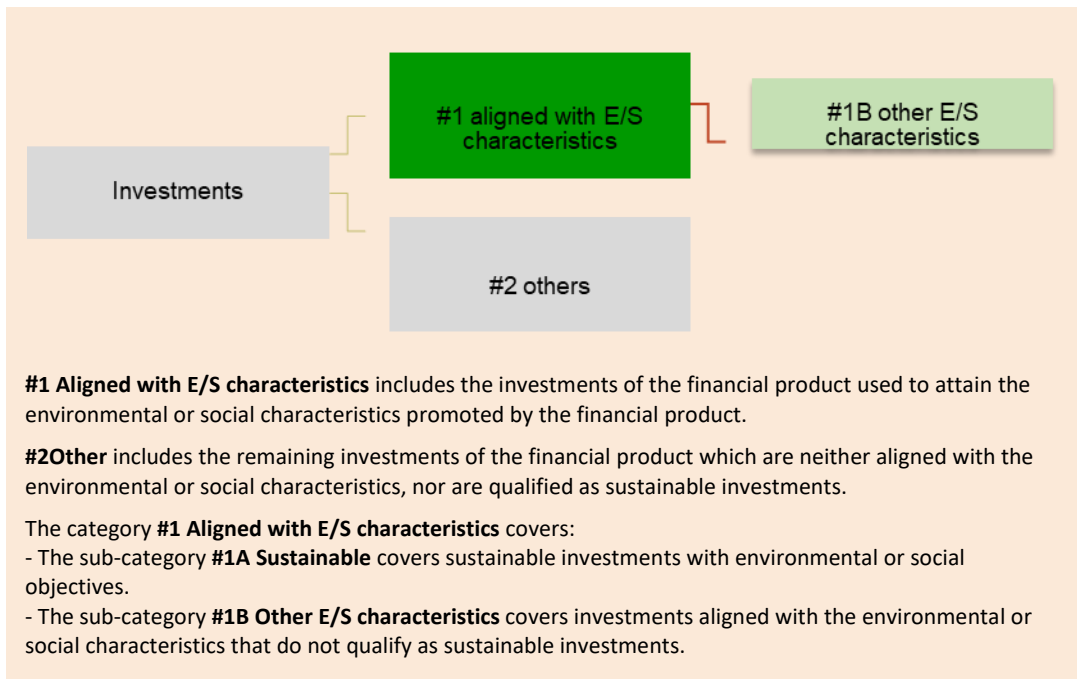 #1 aligned with E/S
characteristics
#1B other E/S
characteristics
Investments
#2 others
#1 Aligned with E/S characteristics includes the investments of the financial product used to attain the
environmental or social characteristics promoted by the financial product.
#2Other includes the remaining investments of the financial product which are neither aligned with the
environmental or social characteristics, nor are qualified as sustainable investments.
The category #1 Aligned with E/S characteristics covers:
- The sub-category #1A Sustainable covers sustainable investments with environmental or social
objectives.
- The sub-category #1B Other E/S characteristics covers investments aligned with the environmental or
social characteristics that do not qualify as sustainable investments.